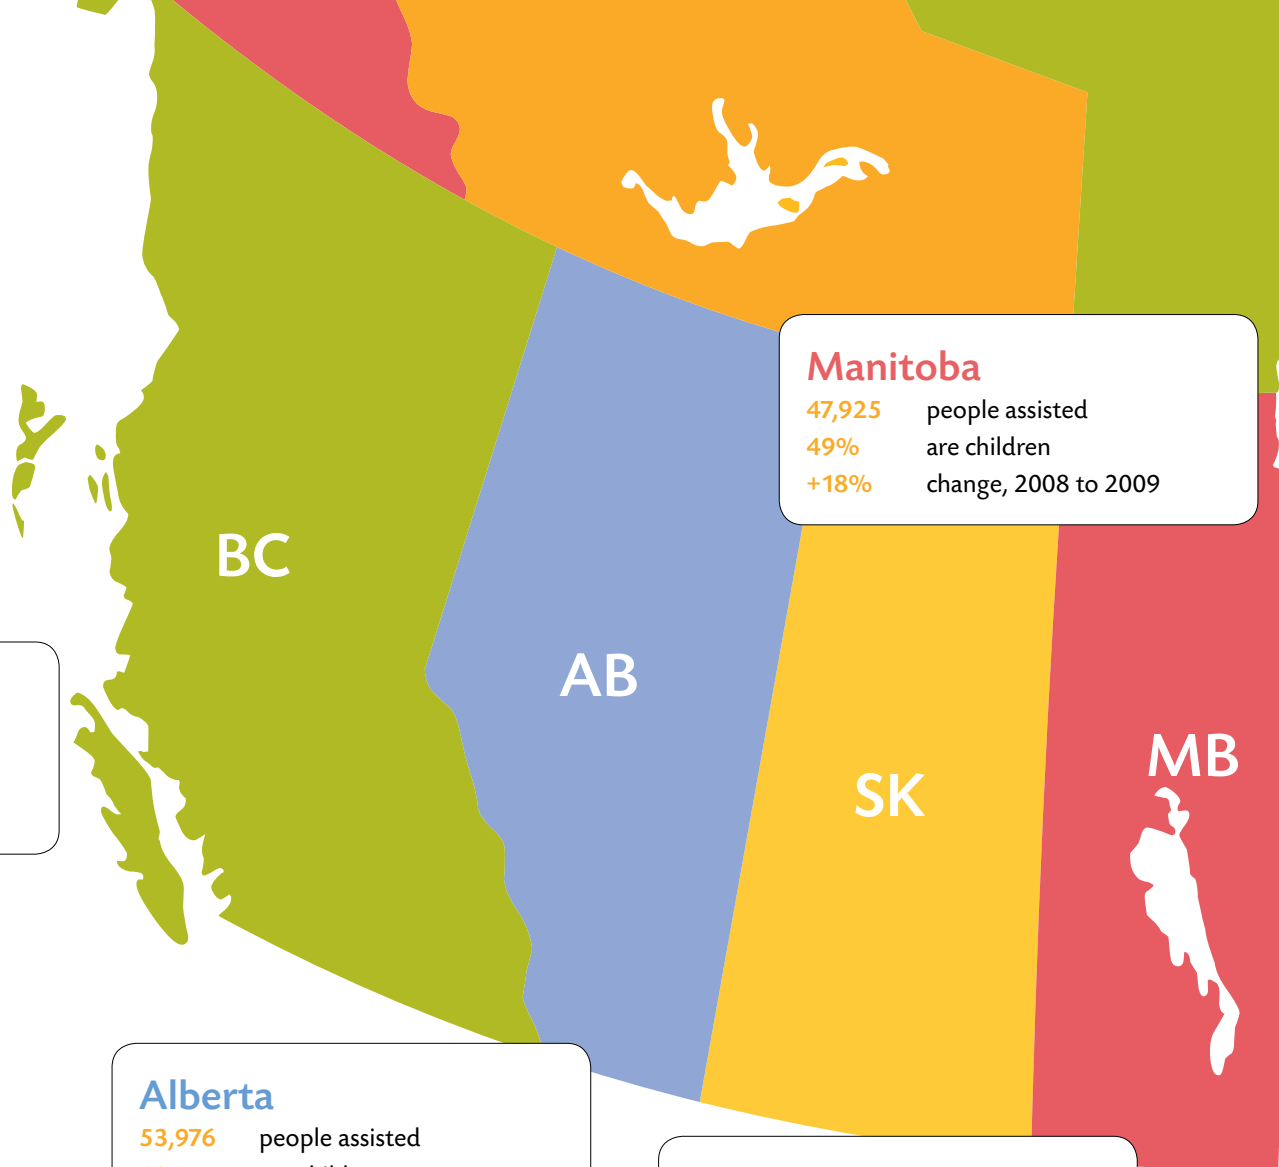 Manitoba
47,925 people assisted
49% are children
+18% change, 2008 to 2009
BC
AB
MB
SK
Alberta
53,976 people assisted